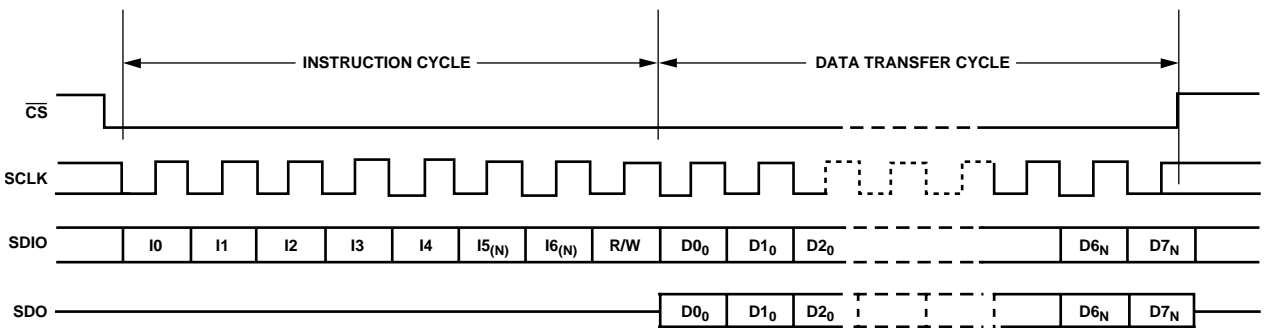 INSTRUCTION CYCLE DATA TRANSFER CYCLE
CS
SCLK
SDIO I0 I1 I2 I3 I4 I5(N) I6(N) R/W D00 D10 D20 D6N D7N
SDO D00 D10 D20 D6N D7N